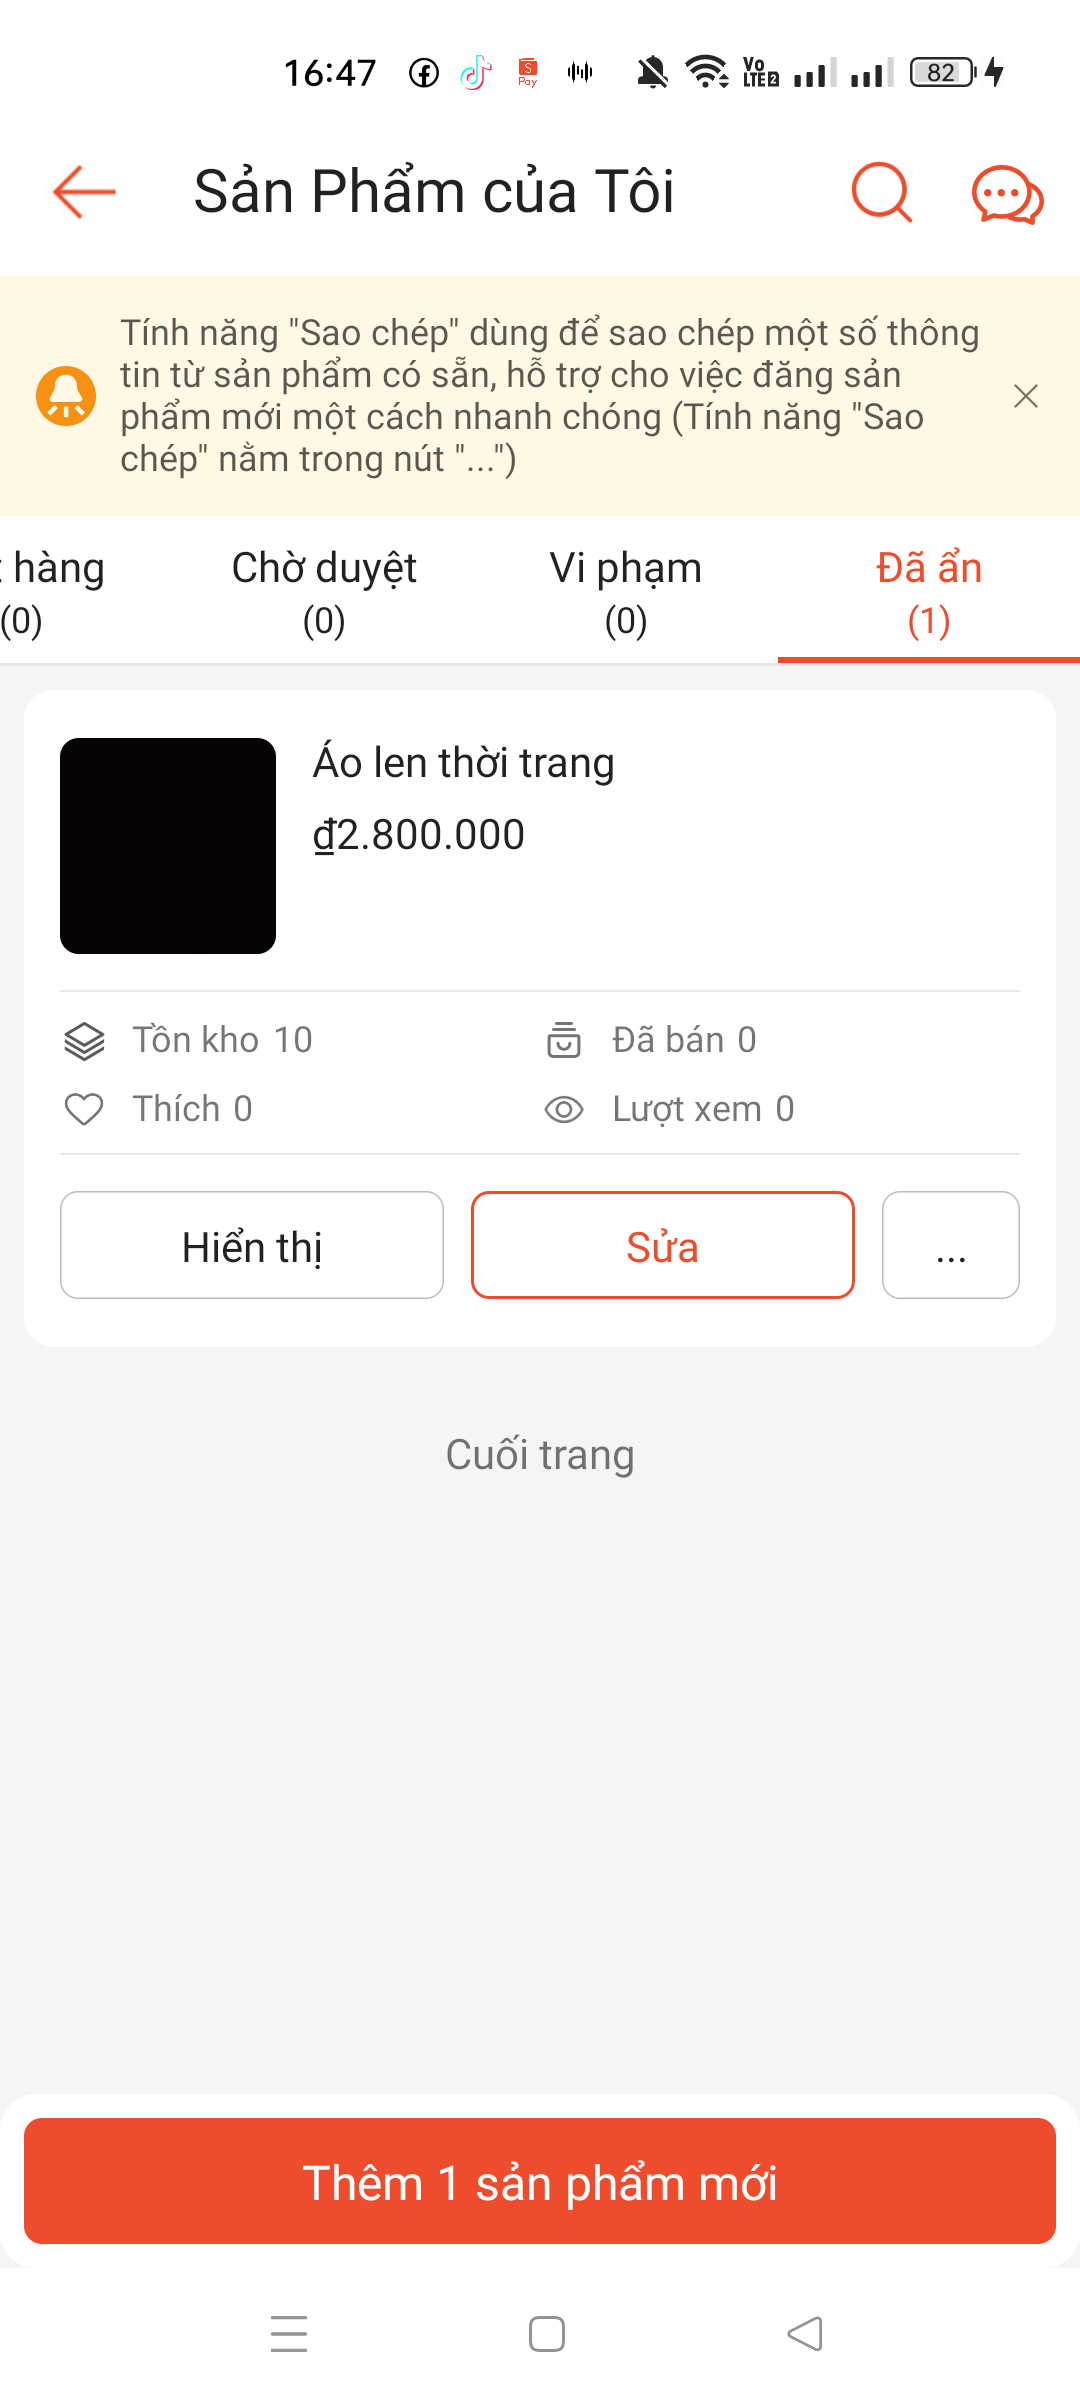 16:47
Pay
Vo
LTE 2
82
Sản Phẩm của Tôi
Tính năng "Sao chép" dùng để sao chép một số thông
tin từ sản phẩm có sẵn, hỗ trợ cho việc đăng sản
phẩm mới một cách nhanh chóng (Tính năng "Sao
chép" nằm trong nút "...")
hàng
(0)
Chờ duyệt
(0)
Vi phạm
(0)
Đã ẩn
(1)
Áo len thời trang
₫2.800.000
Tồn kho 10
Đã bán 0
Thích 0
Lượt xem 0
Hiển thị
Sửa
...
Cuối trang
Thêm 1 sản phẩm mới